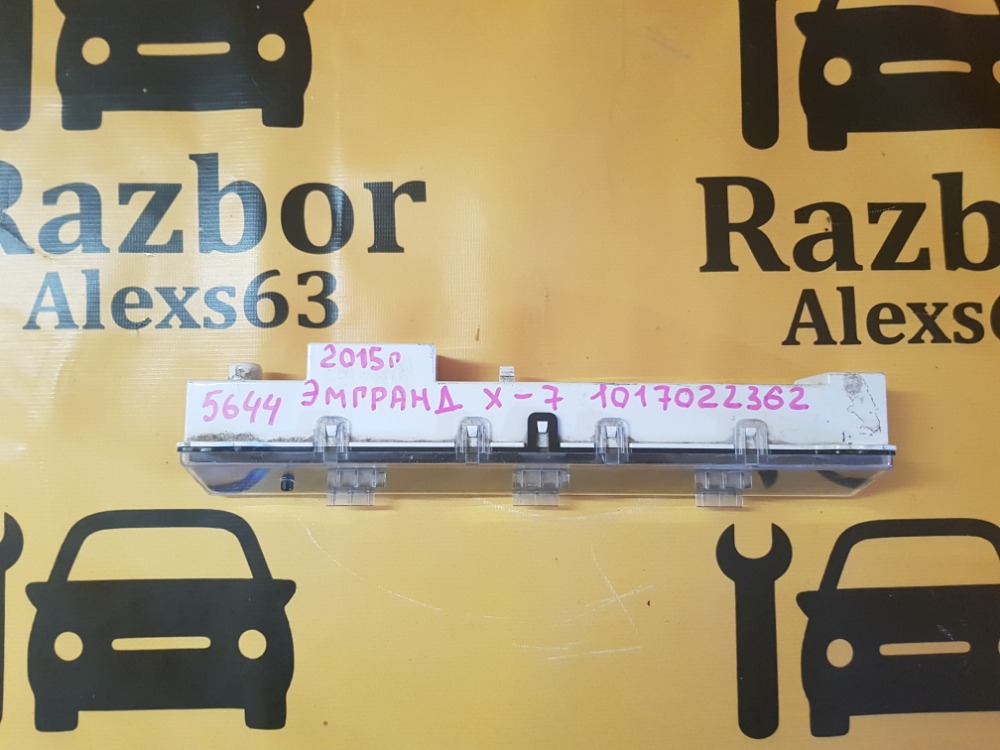 Razbor
Alexs63
Razb
Alexs6
2015г
5644 ЭМГРАНД Х-7 1017022362